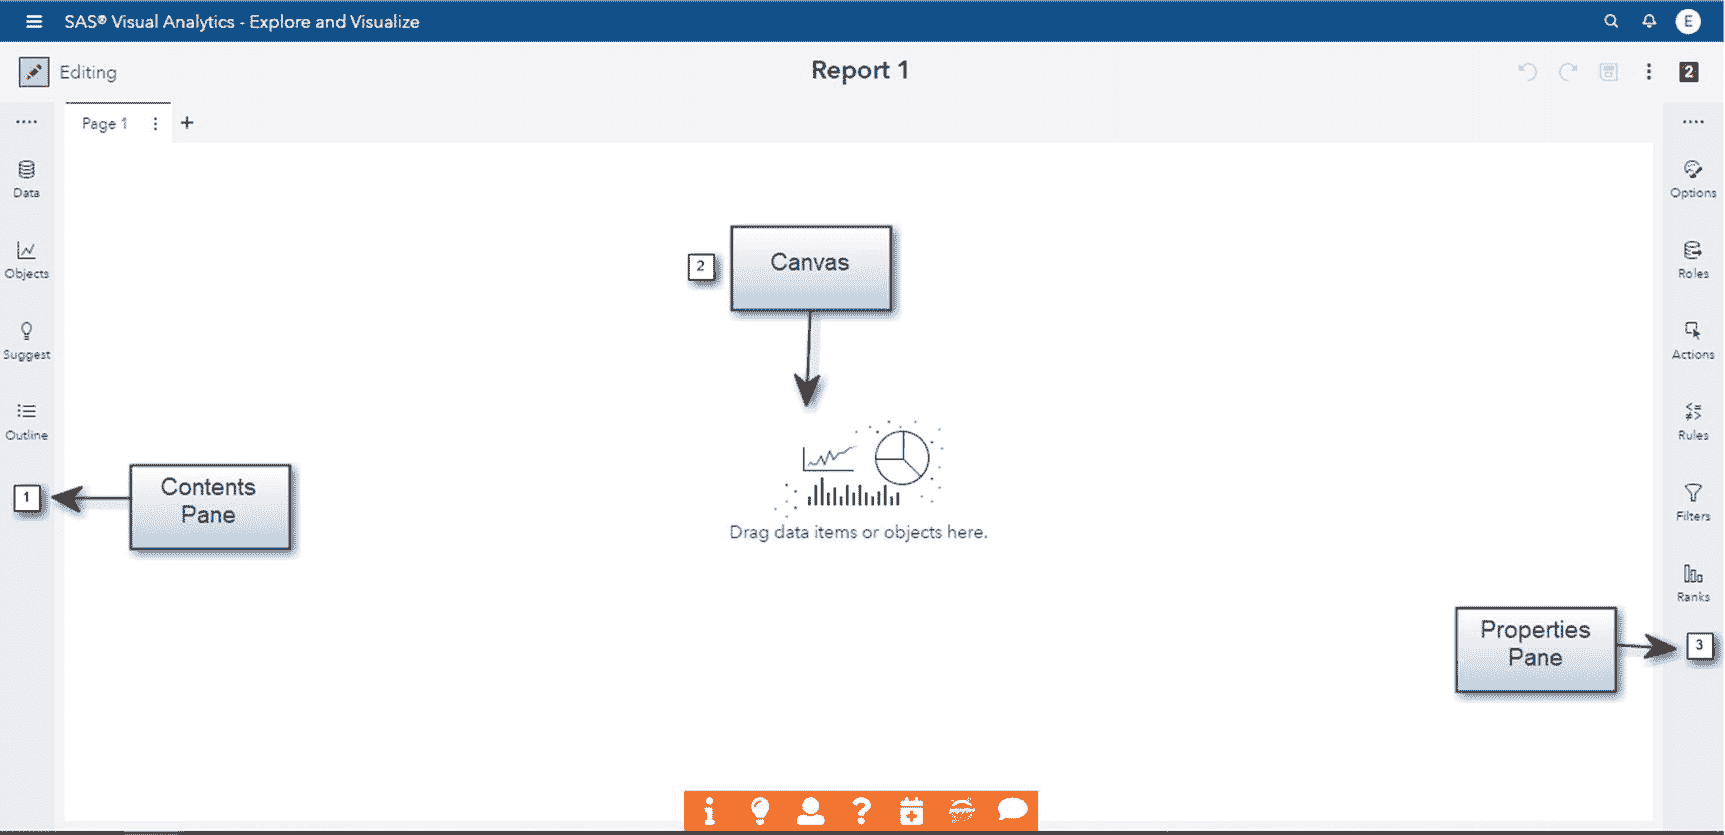 SAS® Visual Analytics - Explore and Visualize
E
Editing
Report 1
2
Page 1
Data
Objects
Suggest
Outline
Options
Roles
Actions
Rules
Filters
Ranks
2
Canvas
Drag data items or objects here.
1
Contents
Pane
Properties
Pane
3